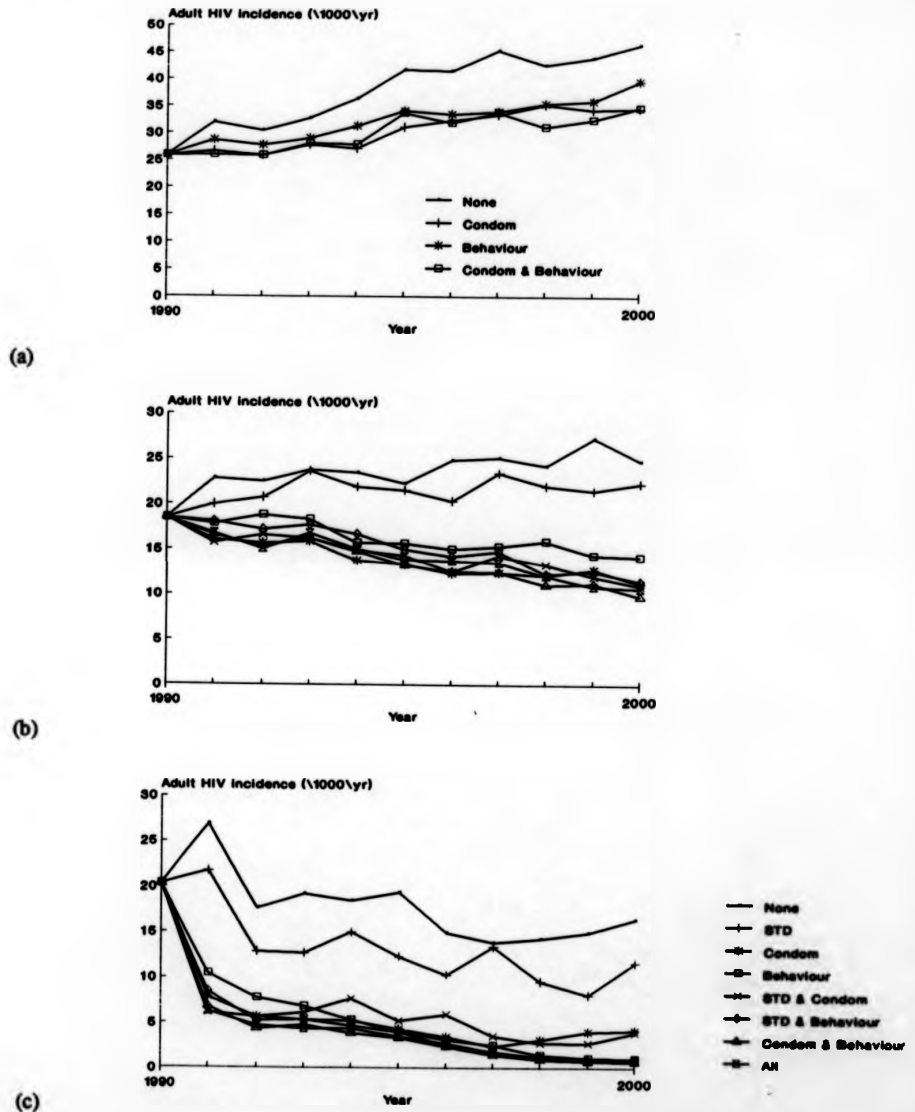 Adult HIV incidence (\1000\yr)
50
45
40
35
30
25
20
15
10
5
0
None
Condom
Behaviour
Condom & Behaviour
1990
2000
Year
(a)
Adult HIV incidence (\1000\yr)
30
25
20
15
10
5
0
1990
2000
Year
(b)
Adult HIV incidence (\1000\yr)
30
25
20
15
10
5
0
1990
2000
Year
None
STD
Condom
Behaviour
STD & Condom
STD & Behaviour
Condom & Behaviour
All
(c)